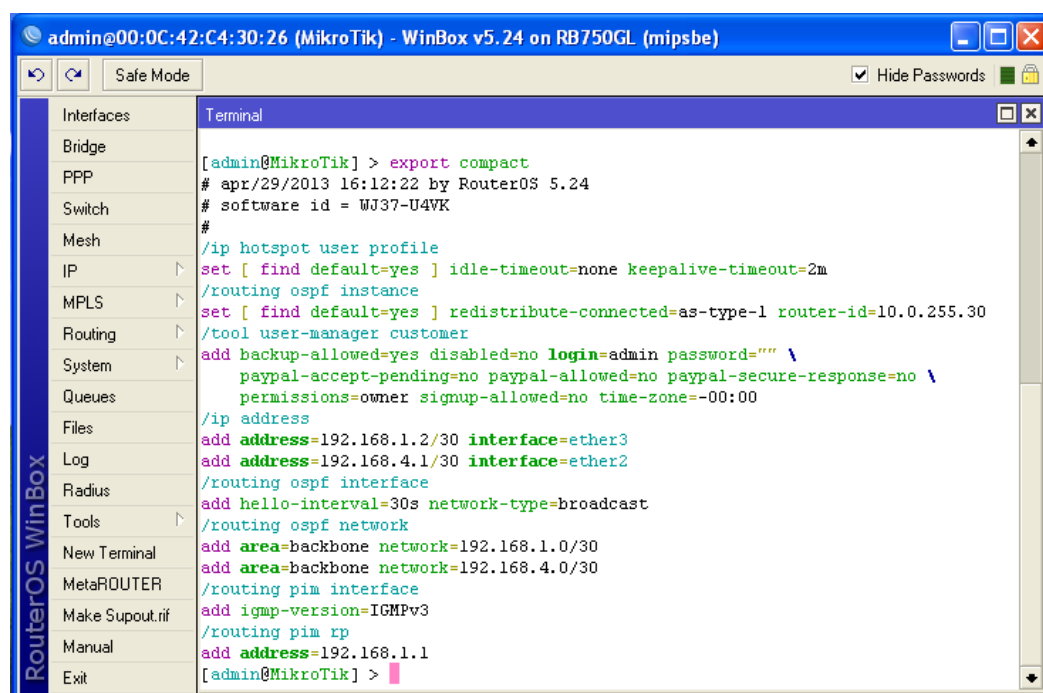 admin@00:0C:42:C4:30:26 (MikroTik) - WinBox v5.24 on RB750GL (mipsbe)
Safe Mode
Hide Passwords
RouterOS WinBox
Interfaces
Bridge
PPP
Switch
Mesh
IP
MPLS
Routing
System
Queues
Files
Log
Radius
Tools
New Terminal
MetaROUTER
Make Supout.rif
Manual
Exit
Terminal
[admin@MikroTik] > export compact
# apr/29/2013 16:12:22 by RouterOS 5.24
# software id = WJ37-U4VK
#
/ip hotspot user profile
set [ find default=yes ] idle-timeout=none keepalive-timeout=2m
/routing ospf instance
set [ find default=yes ] redistribute-connected=as-type-1 router-id=10.0.255.30
/tool user-manager customer
add backup-allowed=yes disabled=no login=admin password="" \
    paypal-accept-pending=no paypal-allowed=no paypal-secure-response=no \
    permissions=owner signup-allowed=no time-zone=-00:00
/ip address
add address=192.168.1.2/30 interface=ether3
add address=192.168.4.1/30 interface=ether2
/routing ospf interface
add hello-interval=30s network-type=broadcast
/routing ospf network
add area=backbone network=192.168.1.0/30
add area=backbone network=192.168.4.0/30
/routing pim interface
add igmp-version=IGMPv3
/routing pim rp
add address=192.168.1.1
[admin@MikroTik] >